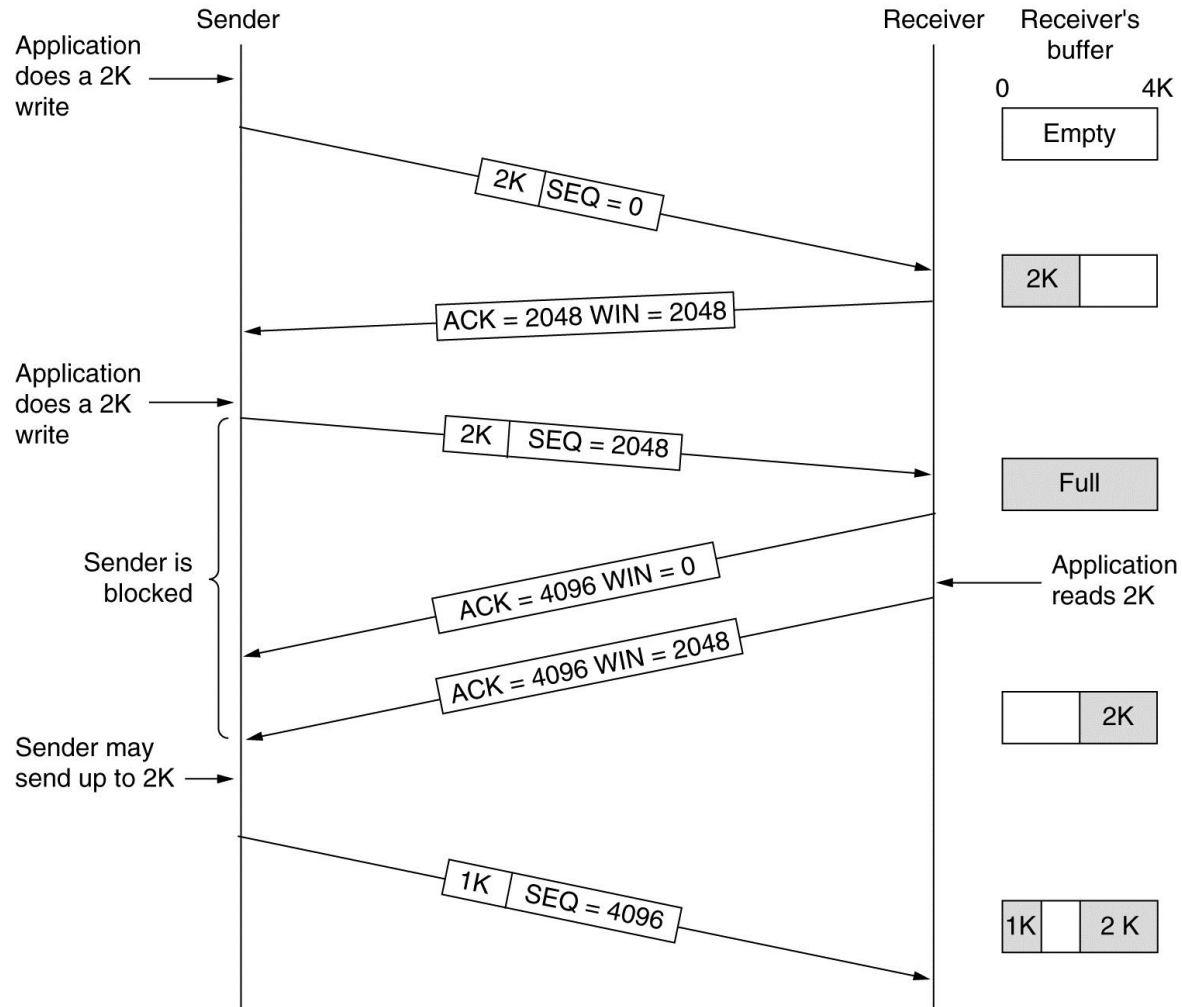 Sender
Receiver
Receiver's
buffer
Application
does a 2K
write
0
4K
Empty
2K
SEQ = 0
2K
ACK = 2048 WIN = 2048
Application
does a 2K
write
2K
SEQ = 2048
Full
Sender is
blocked
ACK = 4096 WIN = 0
Application
reads 2K
ACK = 4096 WIN = 2048
2K
Sender may
send up to 2K
1K
SEQ = 4096
1K
2 K